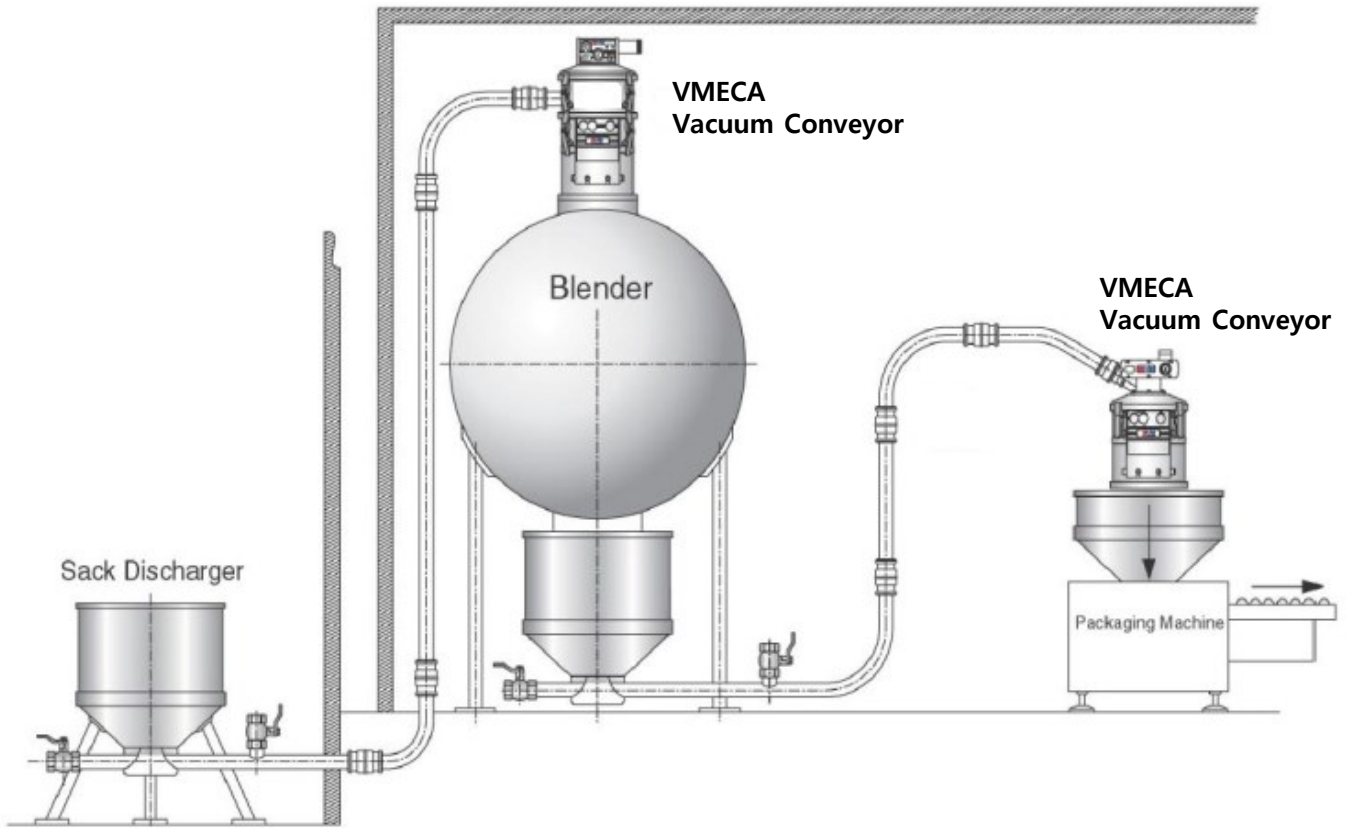 VMECA
Vacuum Conveyor
Blender
VMECA
Vacuum Conveyor
Sack Discharger
Packaging Machine